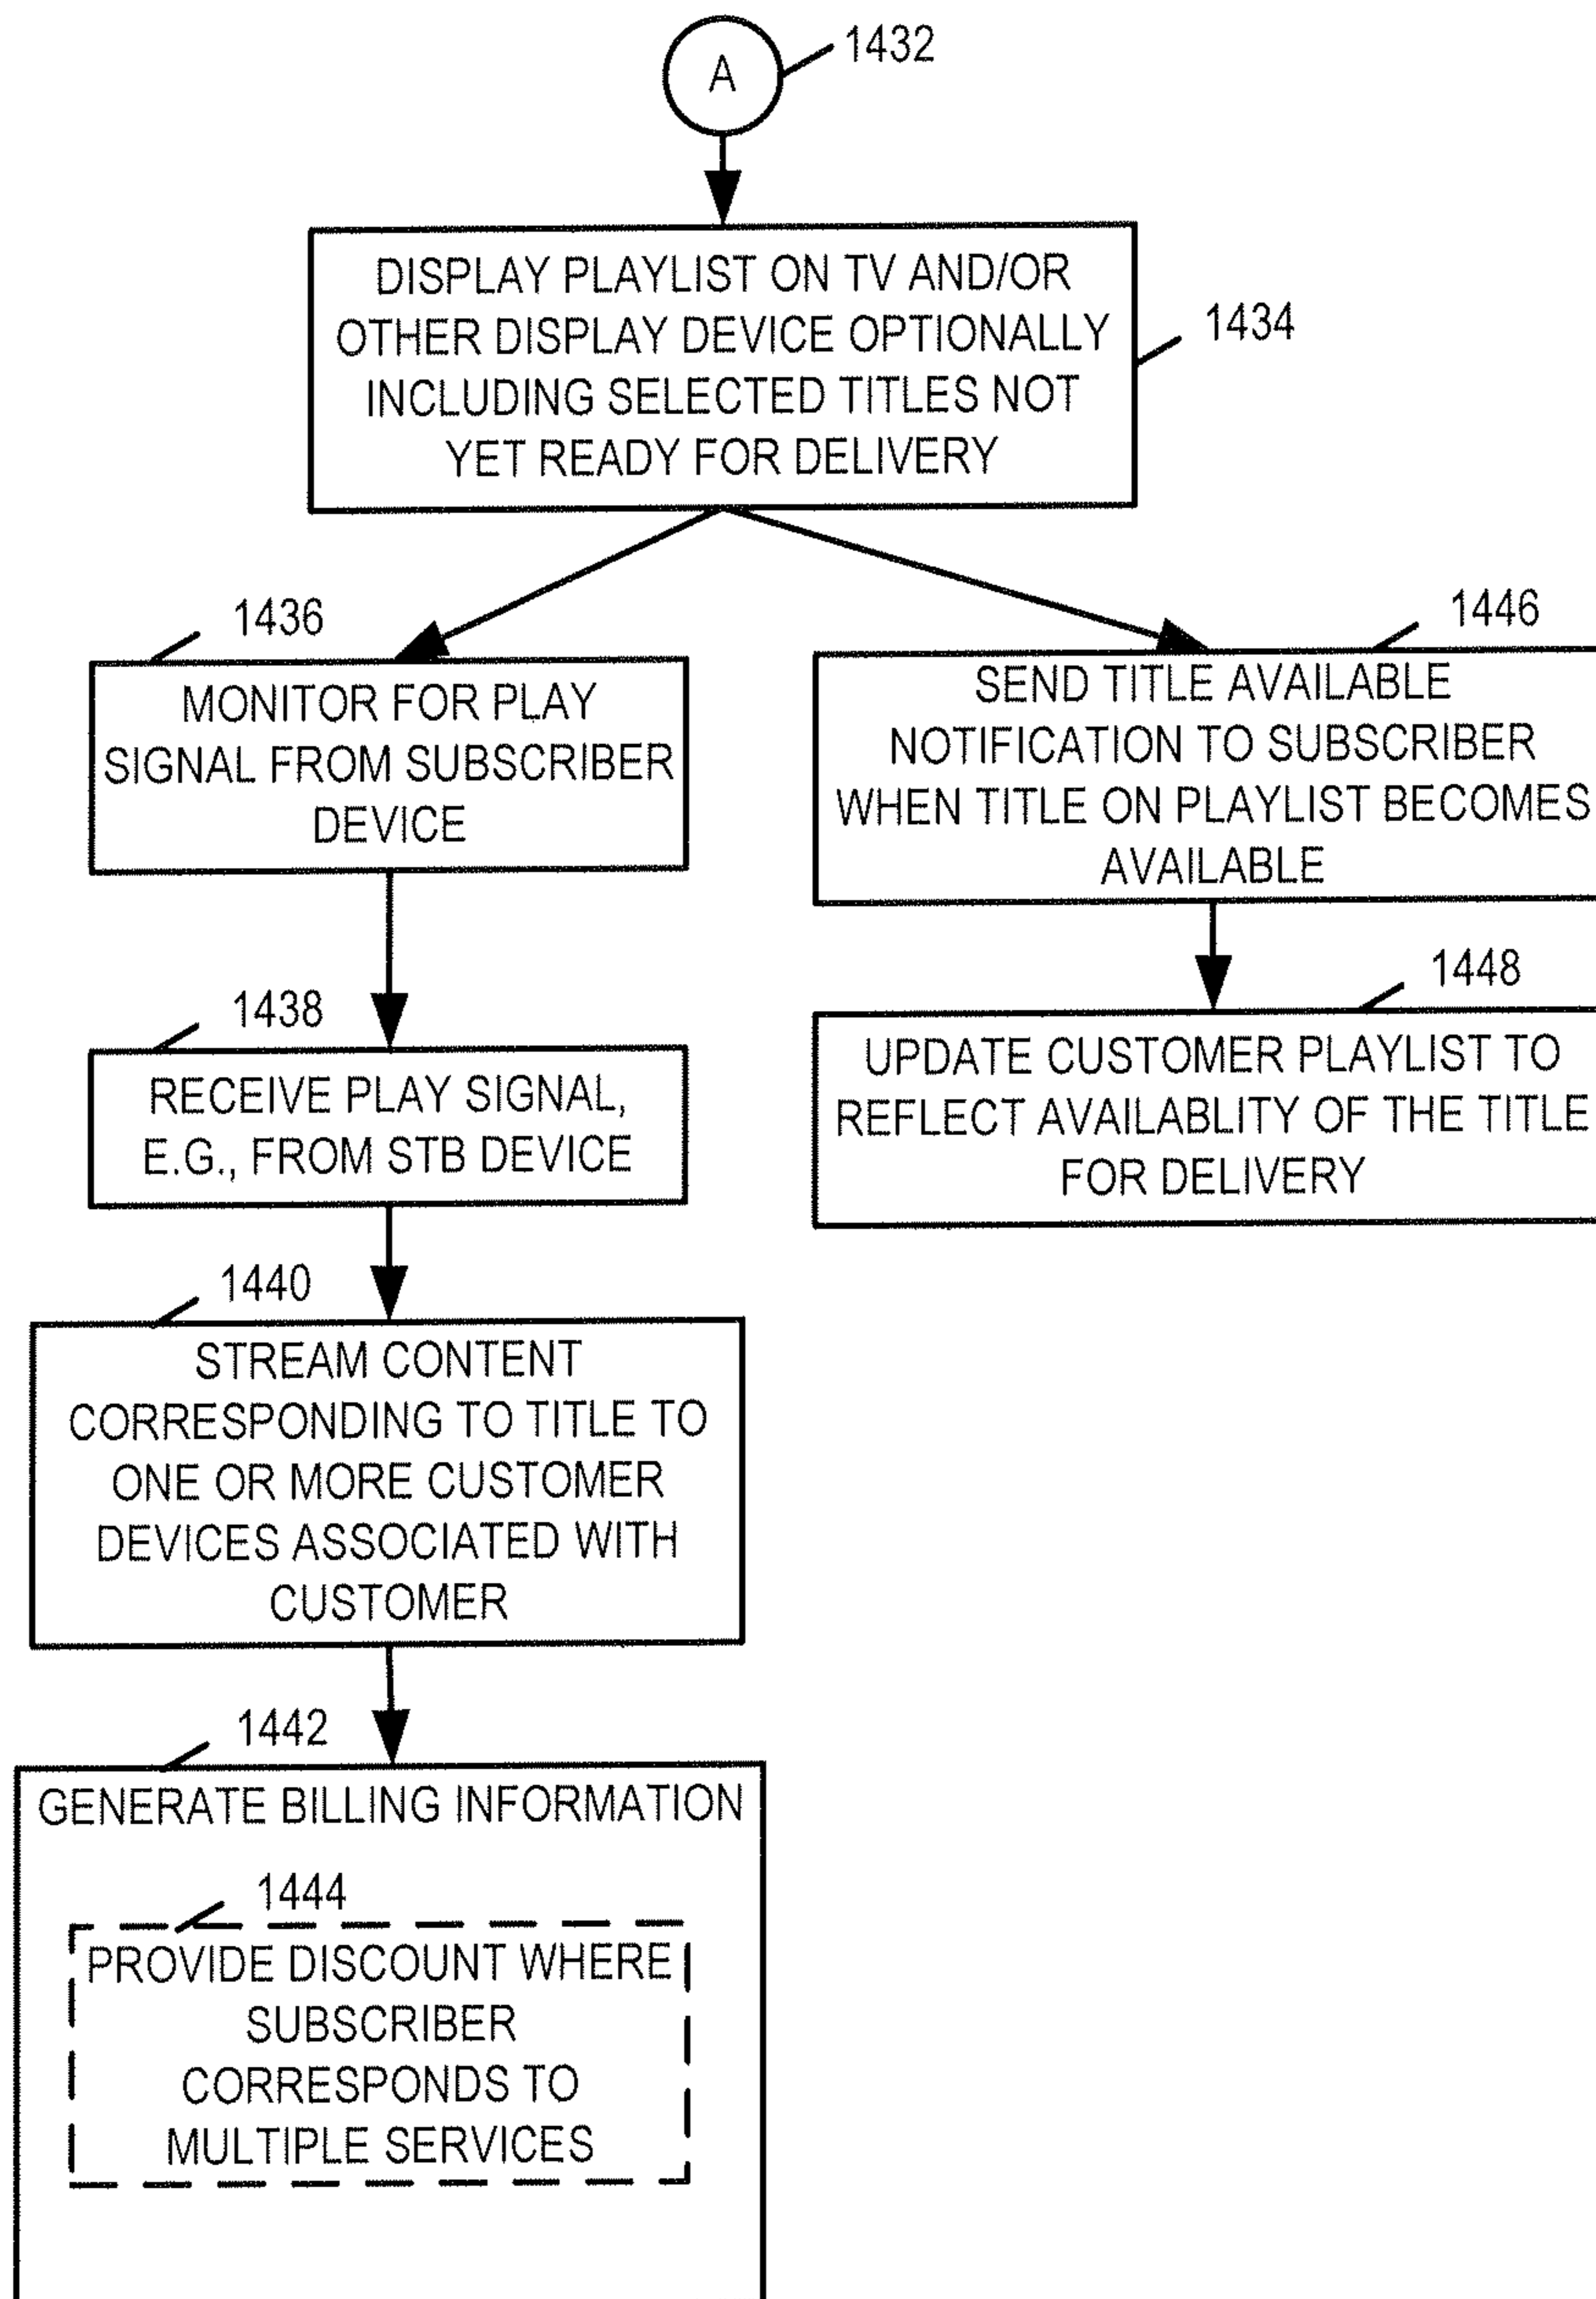 A
1432
DISPLAY PLAYLIST ON TV AND/OR
OTHER DISPLAY DEVICE OPTIONALLY
INCLUDING SELECTED TITLES NOT
YET READY FOR DELIVERY
1434
1436
MONITOR FOR PLAY
SIGNAL FROM SUBSCRIBER
DEVICE
1438
RECEIVE PLAY SIGNAL,
E.G., FROM STB DEVICE
1440
STREAM CONTENT
CORRESPONDING TO TITLE TO
ONE OR MORE CUSTOMER
DEVICES ASSOCIATED WITH
CUSTOMER
1442
GENERATE BILLING INFORMATION
1444
PROVIDE DISCOUNT WHERE
SUBSCRIBER
CORRESPONDS TO
MULTIPLE SERVICES
1446
SEND TITLE AVAILABLE
NOTIFICATION TO SUBSCRIBER
WHEN TITLE ON PLAYLIST BECOMES
AVAILABLE
1448
UPDATE CUSTOMER PLAYLIST TO
REFLECT AVAILABLITY OF THE TITLE
FOR DELIVERY